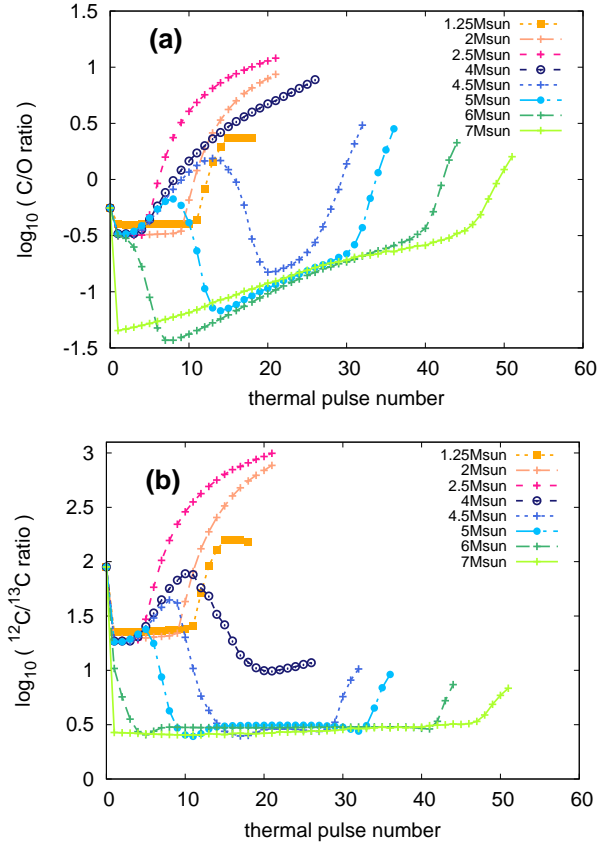 (a)
1.5
1
0.5
0
-0.5
-1
-1.5
log10 ( C/O ratio )
0 10 20 30 40 50 60
thermal pulse number
1.25Msun
2Msun
2.5Msun
4Msun
4.5Msun
5Msun
6Msun
7Msun
(b)
3
2.5
2
1.5
1
0.5
0
log10 ( 12C/13C ratio )
0 10 20 30 40 50 60
thermal pulse number
1.25Msun
2Msun
2.5Msun
4Msun
4.5Msun
5Msun
6Msun
7Msun